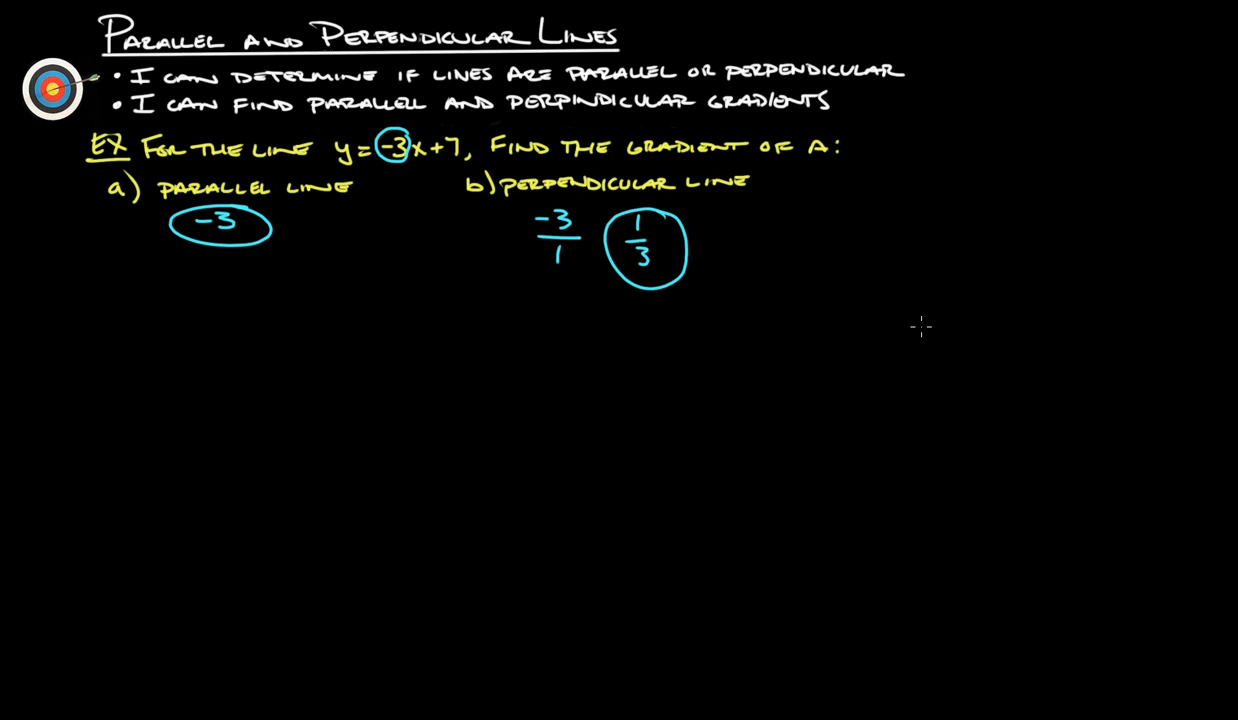 PARALLEL AND PERPENDICULAR LINES
• I CAN DETERMINE IF LINES ARE PARALLEL OR PERPENDICULAR
• I CAN FIND PARALLELL AND PERPINDICULAR GRADIENTS
EX FOR THE LINE y = -3x+7, FIND THE GRADIENT OF A:
a) PARALLEL LINE b) PERPENDICULAR LINE
-3 -3/1 1/3